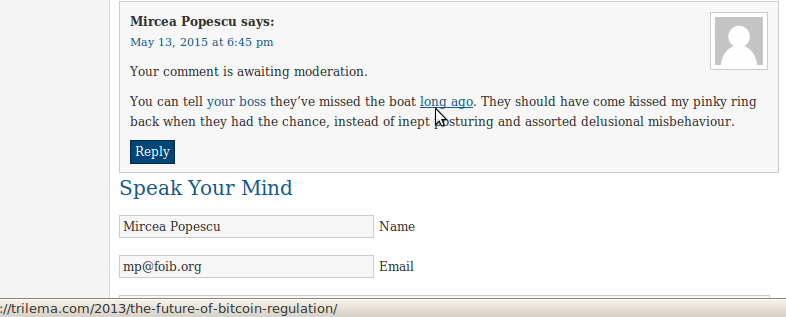 Mircea Popescu says:
May 13, 2015 at 6:45 pm
Your comment is awaiting moderation.
You can tell your boss they've missed the boat long ago. They should have come kissed my pinky ring
back when they had the chance, instead of inept posturing and assorted delusional misbehaviour.
Reply
Speak Your Mind
Mircea Popescu Name
mp@foib.org Email
://trilema.com/2013/the-future-of-bitcoin-regulation/